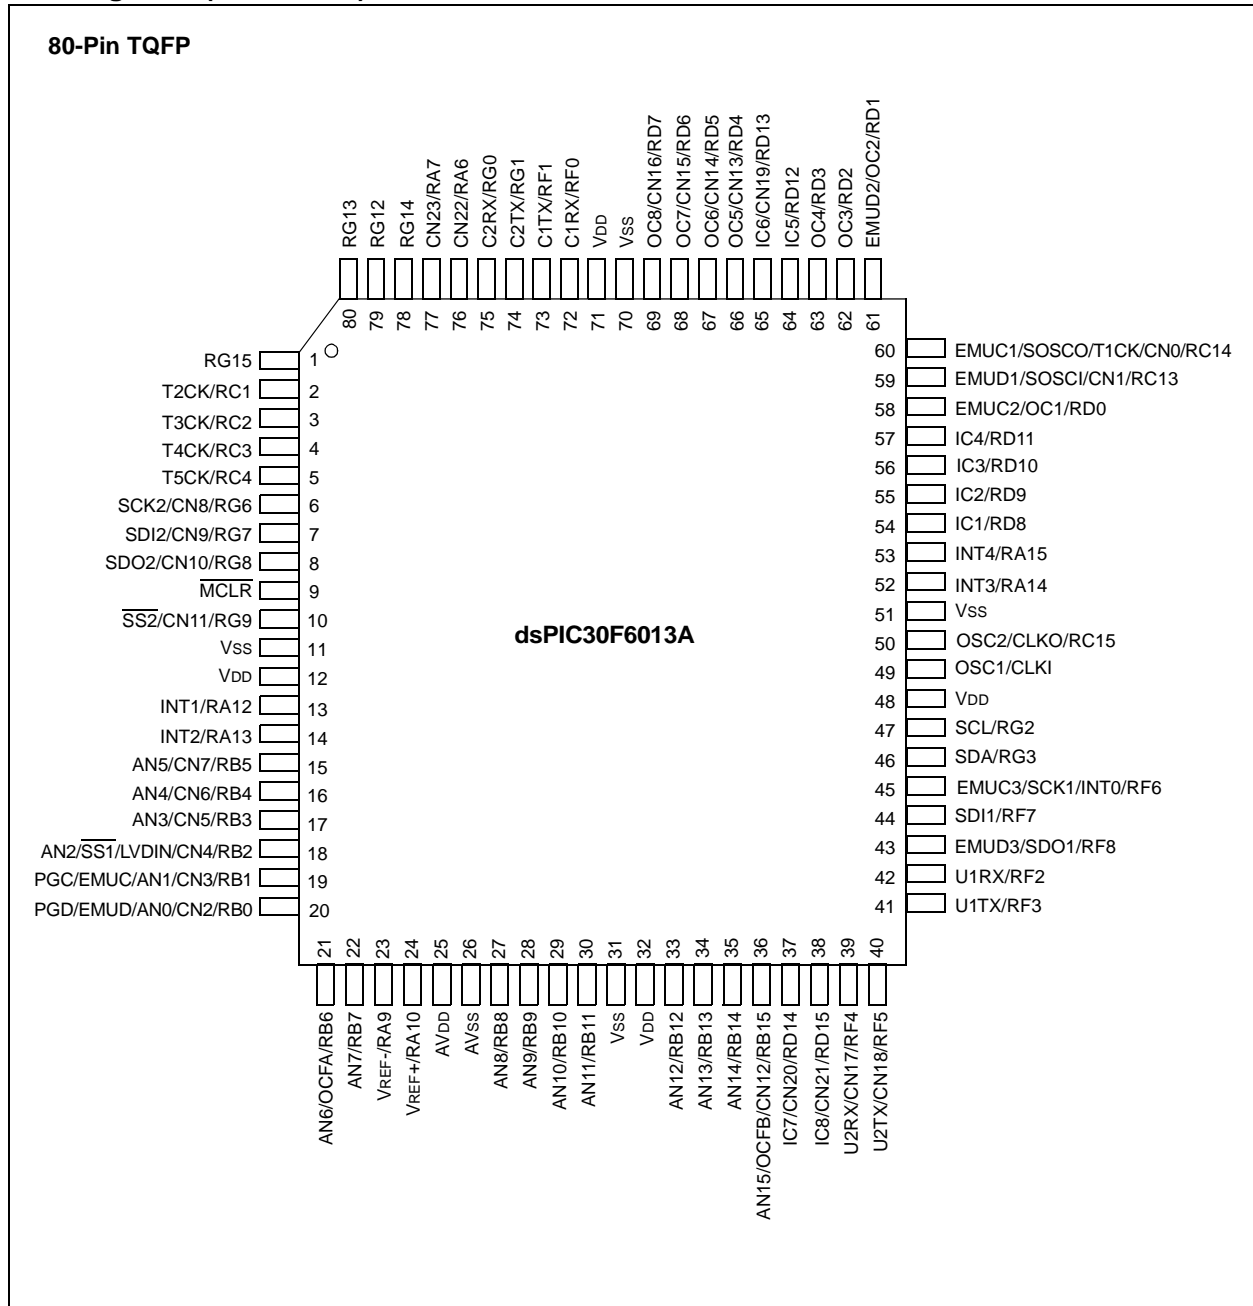 80-Pin TQFP
RG13
RG12
RG14
CN23/RA7
CN22/RA6
C2RX/RG0
C2TX/RG1
C1TX/RF1
C1RX/RF0
VDD
VSS
OC8/CN16/RD7
OC7/CN15/RD6
OC6/CN14/RD5
OC5/CN13/RD4
IC6/CN19/RD13
IC5/RD12
OC4/RD3
OC3/RD2
EMUD2/OC2/RD1
80 79 78 77 76 75 74 73 72 71 70 69 68 67 66 65 64 63 62 61
RG15 1
T2CK/RC1 2
T3CK/RC2 3
T4CK/RC3 4
T5CK/RC4 5
SCK2/CN8/RG6 6
SDI2/CN9/RG7 7
SDO2/CN10/RG8 8
MCLR 9
SS2/CN11/RG9 10
VSS 11
VDD 12
INT1/RA12 13
INT2/RA13 14
AN5/CN7/RB5 15
AN4/CN6/RB4 16
AN3/CN5/RB3 17
AN2/SS1/LVDIN/CN4/RB2 18
PGC/EMUC/AN1/CN3/RB1 19
PGD/EMUD/AN0/CN2/RB0 20
dsPIC30F6013A
60 EMUC1/SOSCO/T1CK/CN0/RC14
59 EMUD1/SOSCI/CN1/RC13
58 EMUC2/OC1/RD0
57 IC4/RD11
56 IC3/RD10
55 IC2/RD9
54 IC1/RD8
53 INT4/RA15
52 INT3/RA14
51 VSS
50 OSC2/CLKO/RC15
49 OSC1/CLKI
48 VDD
47 SCL/RG2
46 SDA/RG3
45 EMUC3/SCK1/INT0/RF6
44 SDI1/RF7
43 EMUD3/SDO1/RF8
42 U1RX/RF2
41 U1TX/RF3
21 22 23 24 25 26 27 28 29 30 31 32 33 34 35 36 37 38 39 40
AN6/OCFA/RB6
AN7/RB7
VREF-/RA9
VREF+/RA10
AVDD
AVSS
AN8/RB8
AN9/RB9
AN10/RB10
AN11/RB11
VSS
VDD
AN12/RB12
AN13/RB13
AN14/RB14
AN15/OCFB/CN12/RB15
IC7/CN20/RD14
IC8/CN21/RD15
U2RX/CN17/RF4
U2TX/CN18/RF5